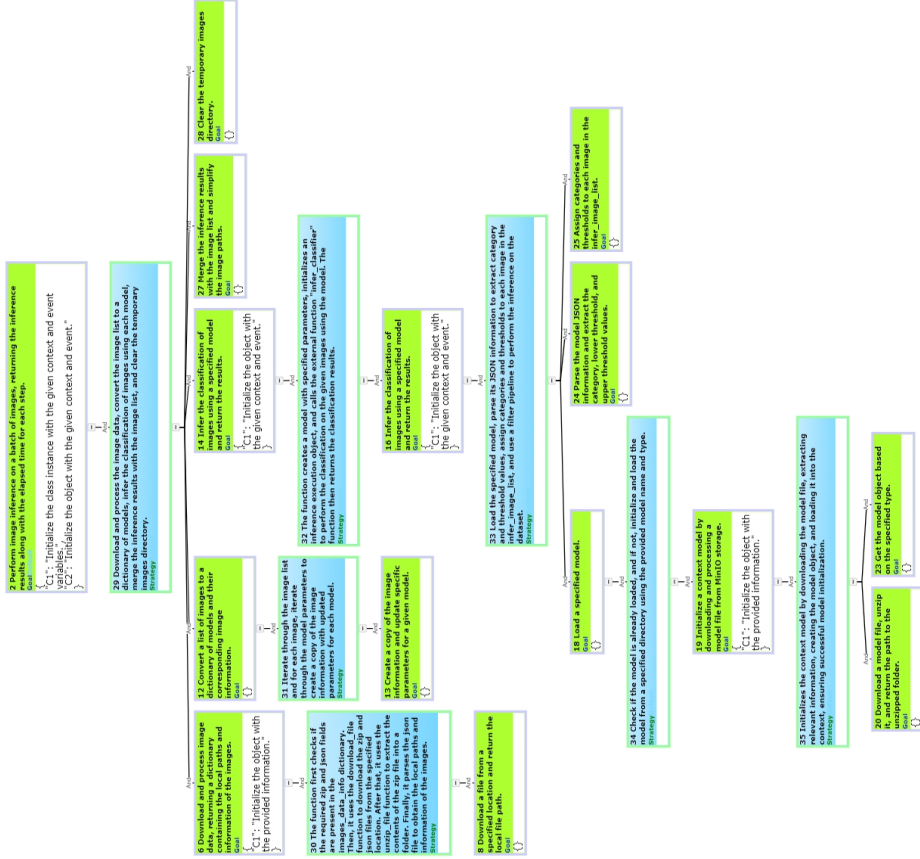 2 Perform image inference on a batch of images, returning the inference
results along with the elapsed time for each step.
Goal
{
"C1": "Initialize the class instance with the given context and event
variables."
"C2": "Initialize the object with the given context and event."
}
And
29 Download and process the image data, convert the image list to a
dictionary of models, infer the classification of images using each model,
merge the inference results with the image list, and clear the temporary
images directory.
Strategy
And
6 Download and process image
data, returning a dictionary
containing the local paths and
information of the images.
Goal
{
"C1": "Initialize the object with
the provided information."
}
And
30 The function first checks if
the required zip and json fields
are present in the
images_data_info dictionary.
Then, it uses the download_file
function to download the zip and
json files from the specified
location. After that, it uses the
unzip_file function to extract the
contents of the zip file into a
folder. Finally, it parses the json
file to obtain the local paths and
information of the images.
Strategy
And
8 Download a file from a
specified location and return the
local file path.
Goal
{}
And
12 Convert a list of images to a
dictionary of models and their
corresponding image
information.
Goal
{}
And
31 Iterate through the image list
and for each image, iterate
through the model parameters to
create a copy of the image
information with updated
parameters for each model.
Strategy
And
13 Create a copy of the image
information and update specific
parameters for a given model.
Goal
{}
And
14 Infer the classification of
images using a specified model
and return the results.
Goal
{
"C1": "Initialize the object with
the given context and event."
}
And
32 The function creates a model with specified parameters, initializes an
inference execution object, and calls the external function "infer_classifier"
to perform the classification on the given images using the model. The
function then returns the classification results.
Strategy
And
16 Infer the classification of
images using a specified model
and return the results.
Goal
{
"C1": "Initialize the object with
the given context and event."
}
And
33 Load the specified model, parse its JSON information to extract category
and threshold values, assign categories and thresholds to each image in the
infer_image_list, and use a filter pipeline to perform the inference on the
dataset.
Strategy
And
18 Load a specified model.
Goal
{}
And
34 Check if the model is already loaded, and if not, initialize and load the
model from a specified directory using the provided model name and type.
Strategy
And
19 Initialize a context model by
downloading and processing a
model file from MinIO storage.
Goal
{
"C1": "Initialize the object with
the provided information."
}
And
35 Initializes the context model by downloading the model file, extracting
relevant information, creating the model object, and loading it into the
context, ensuring successful model initialization.
Strategy
And
20 Download a model file, unzip
it, and return the path to the
unzipped folder.
Goal
{}
And
23 Get the model object based
on the specified type.
Goal
{}
And
24 Parse the model JSON
information and extract the
category, lower threshold, and
upper threshold values.
Goal
{}
And
25 Assign categories and
thresholds to each image in the
infer_image_list.
Goal
{}
And
27 Merge the inference results
with the image list and simplify
the image paths.
Goal
{}
And
28 Clear the temporary images
directory.
Goal
{}